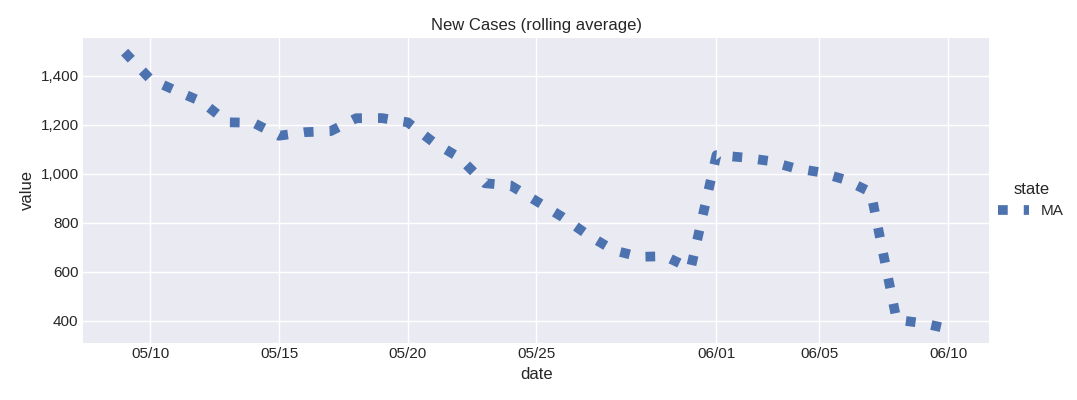 New Cases (rolling average)
1,400
1,200
1,000
800
600
400
value
05/10 05/15 05/20 05/25 06/01 06/05 06/10
date
state
MA